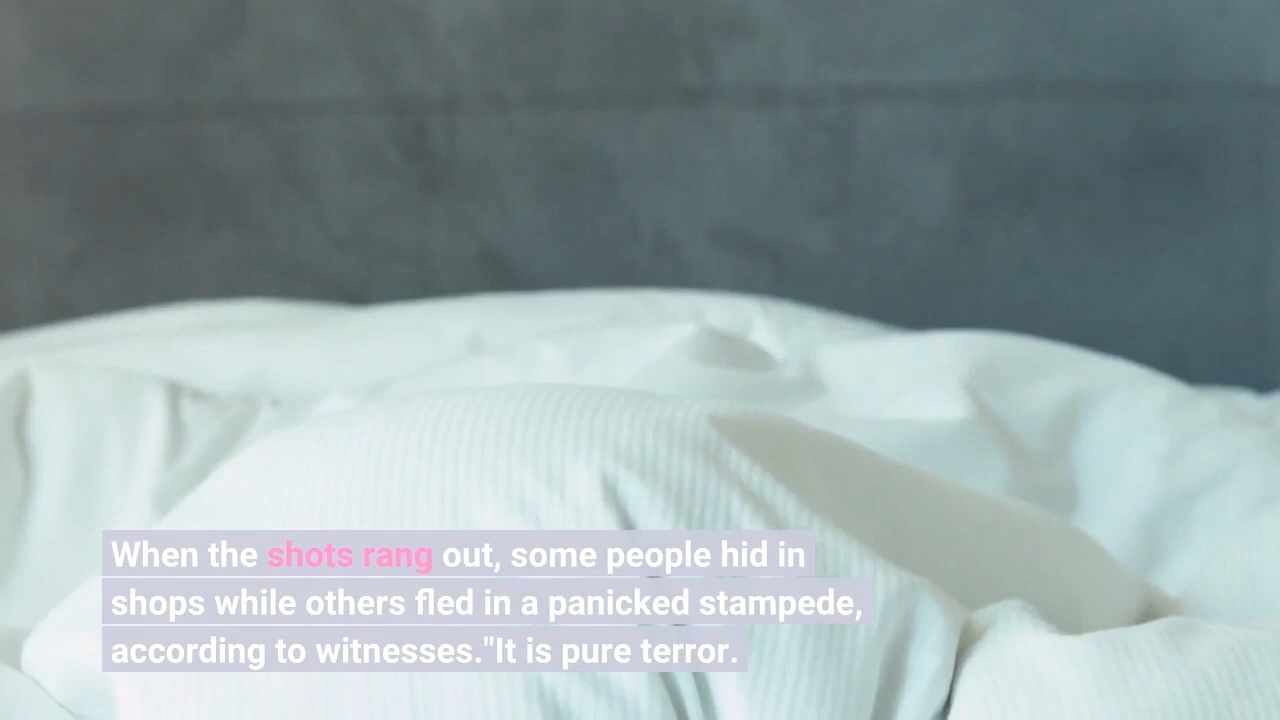 When the shots rang out, some people hid in
shops while others fled in a panicked stampede,
according to witnesses."It is pure terror.